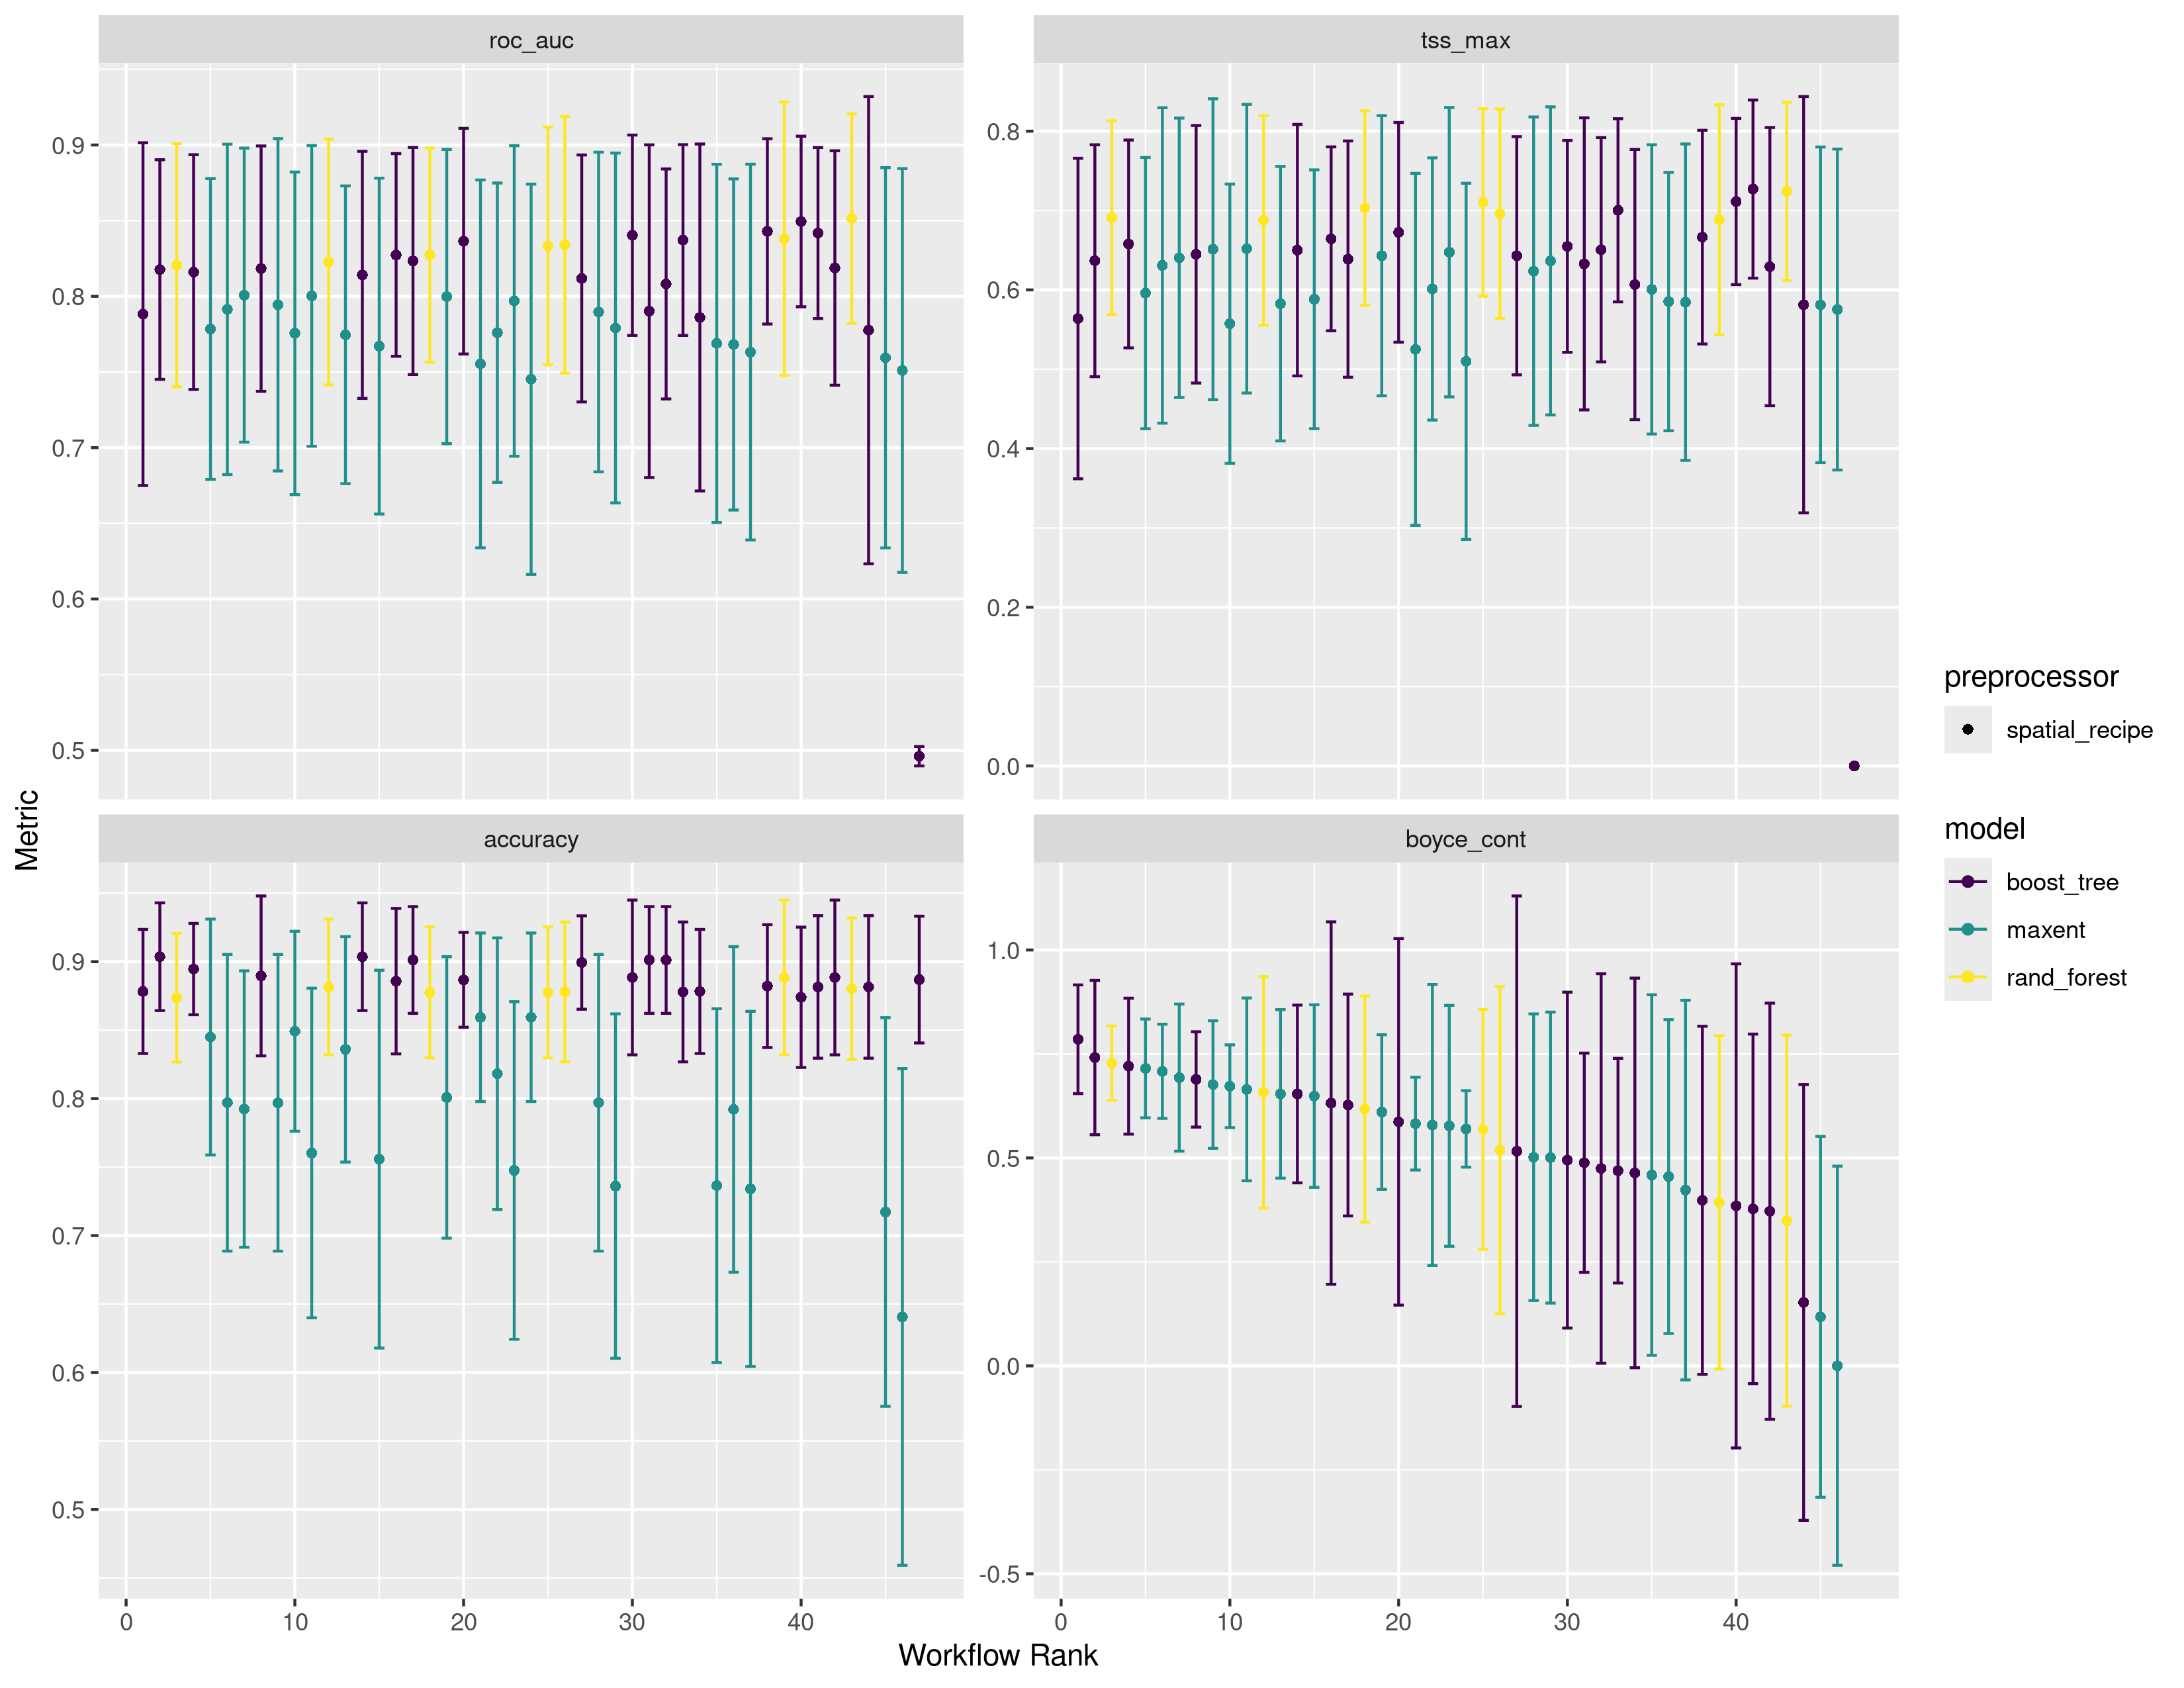 roc_auc
tss_max
0.9
0.8
0.7
0.6
0.5
0.8
0.6
0.4
0.2
0.0
accuracy
boyce_cont
0.9
0.8
0.7
0.6
0.5
1.0
0.5
0.0
-0.5
0 10 20 30 40
0 10 20 30 40
Workflow Rank
Metric
preprocessor
spatial_recipe
model
boost_tree
maxent
rand_forest